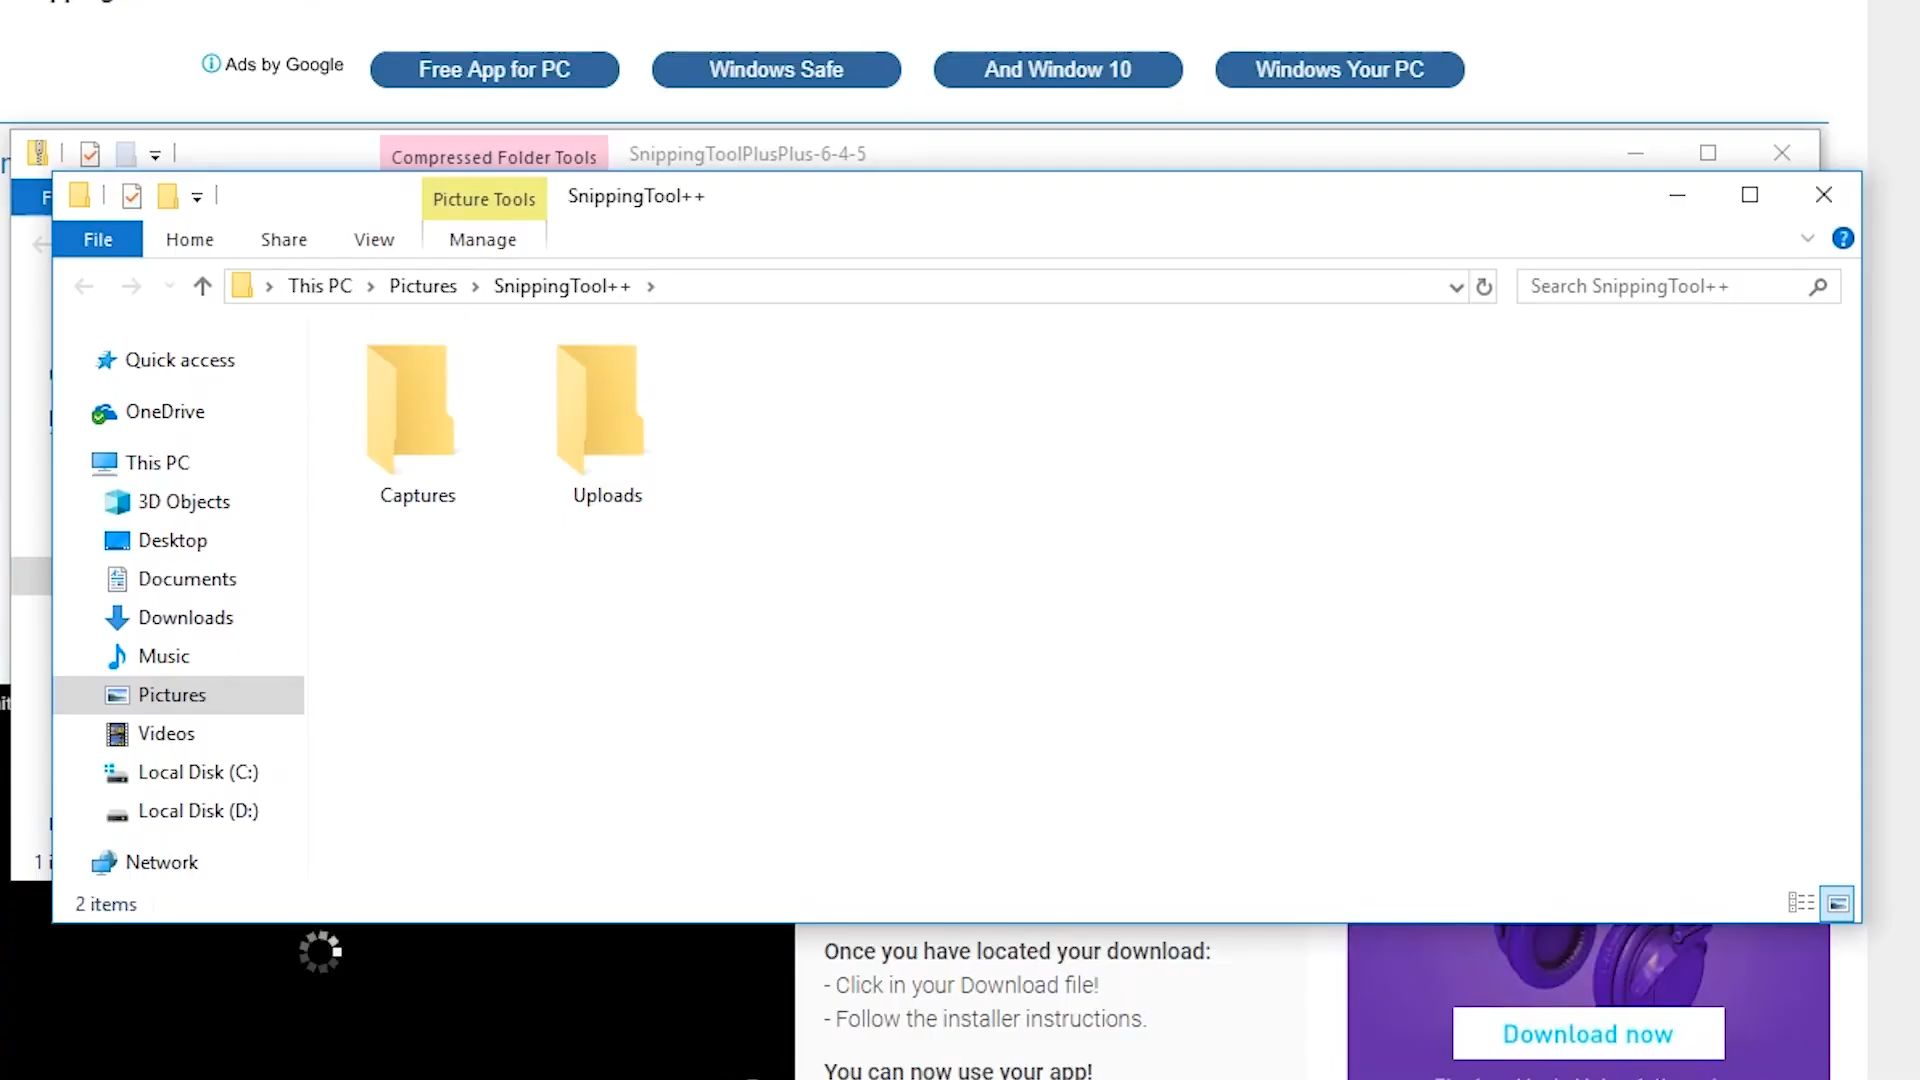 Ads by Google
Free App for PC
Windows Safe
And Window 10
Windows Your PC
Compressed Folder Tools
SnippingToolPlusPlus-6-4-5
Picture Tools
SnippingTool++
File
Home
Share
View
Manage
This PC
Pictures
SnippingTool++
Search SnippingTool++
Quick access
OneDrive
This PC
3D Objects
Desktop
Documents
Downloads
Music
Pictures
Videos
Local Disk (C:)
Local Disk (D:)
Network
Captures
Uploads
2 items
Once you have located your download:
- Click in your Download file!
- Follow the installer instructions.
You can now use your app!
Download now